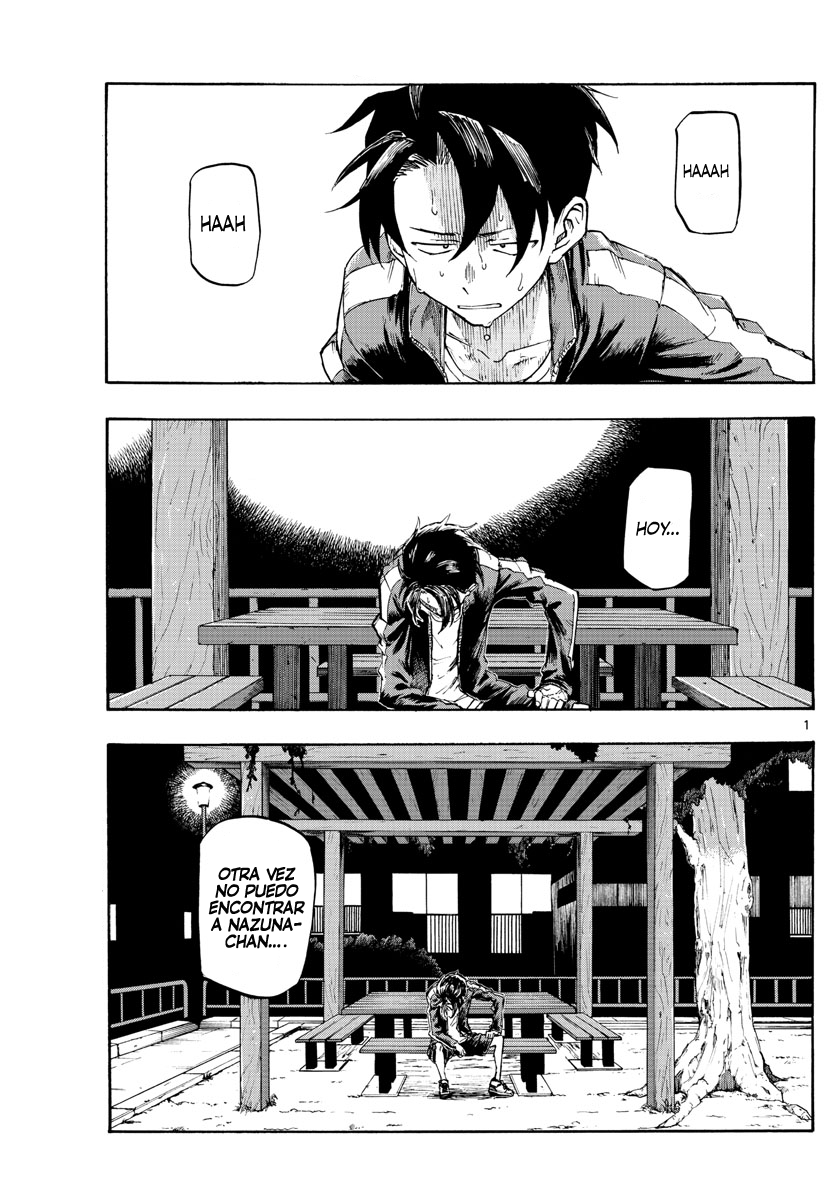 HAAAH
HAAH
HOY...
1
OTRA VEZ
NO PUEDO
ENCONTRAR
A NAZUNA-
CHAN....